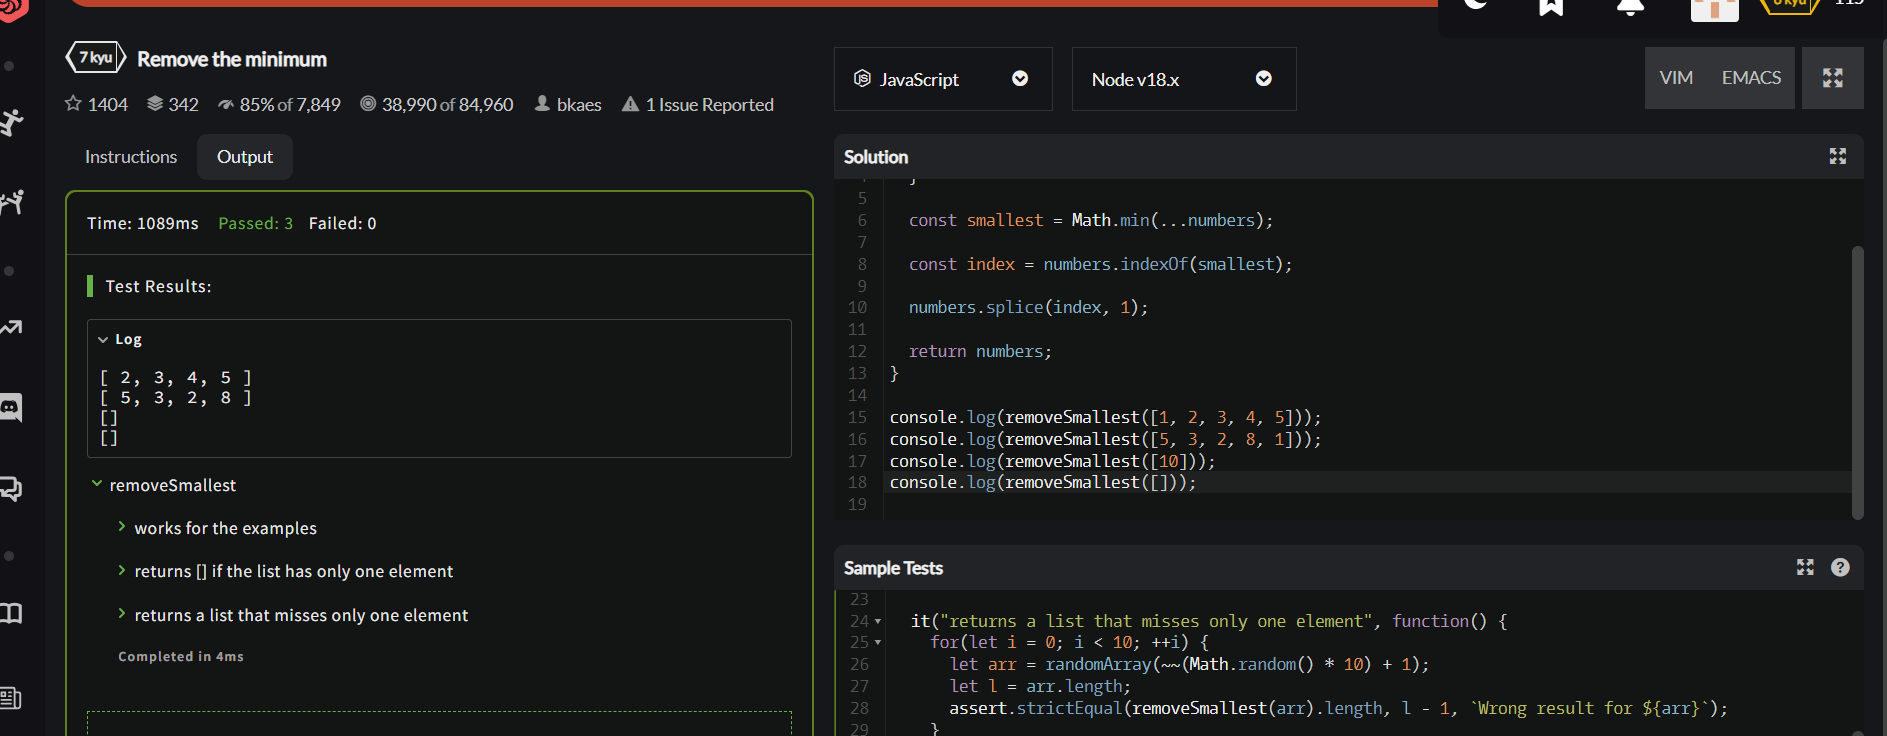 6 kyu
115
7 kyu Remove the minimum
1404 342 85% of 7,849 38,990 of 84,960 bkaes 1 Issue Reported
JavaScript
Node v18.x
VIM EMACS
Instructions Output
Time: 1089ms Passed: 3 Failed: 0
Test Results:
Log
[ 2, 3, 4, 5 ]
[ 5, 3, 2, 8 ]
[]
[]
removeSmallest
works for the examples
returns [] if the list has only one element
returns a list that misses only one element
Completed in 4ms
Solution
}
5
6 const smallest = Math.min(...numbers);
7
8 const index = numbers.indexOf(smallest);
9
10 numbers.splice(index, 1);
11
12 return numbers;
13 }
14
15 console.log(removeSmallest([1, 2, 3, 4, 5]));
16 console.log(removeSmallest([5, 3, 2, 8, 1]));
17 console.log(removeSmallest([10]));
18 console.log(removeSmallest([]));
19
Sample Tests
?
23
24 it("returns a list that misses only one element", function() {
25 for(let i = 0; i < 10; ++i) {
26 let arr = randomArray(~~(Math.random() * 10) + 1);
27 let l = arr.length;
28 assert.strictEqual(removeSmallest(arr).length, l - 1, `Wrong result for ${arr}`);
29 }